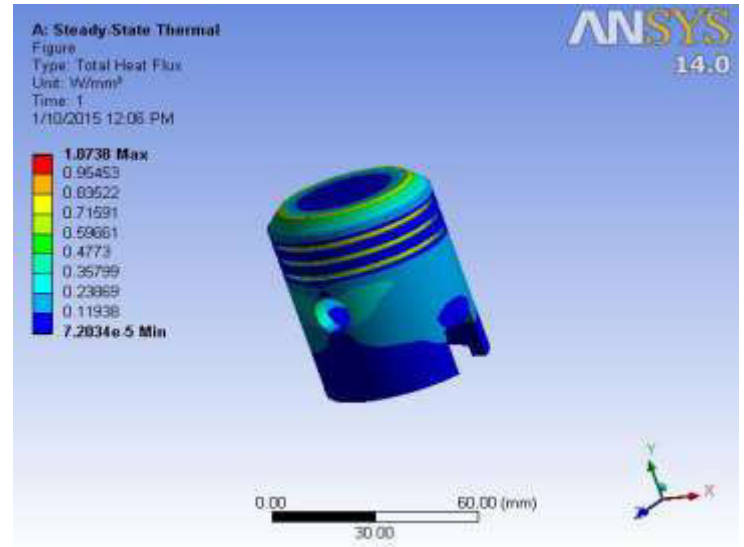 A: Steady-State Thermal
Figure
Type: Total Heat Flux
Unit: W/mm²
Time: 1
1/10/2015 12:06 PM
ANSYS
14.0
1.0738 Max
0.95453
0.83522
0.71591
0.59661
0.4773
0.35799
0.23869
0.11938
7.2834e-5 Min
Y
X
0.00
60.00 (mm)
30.00